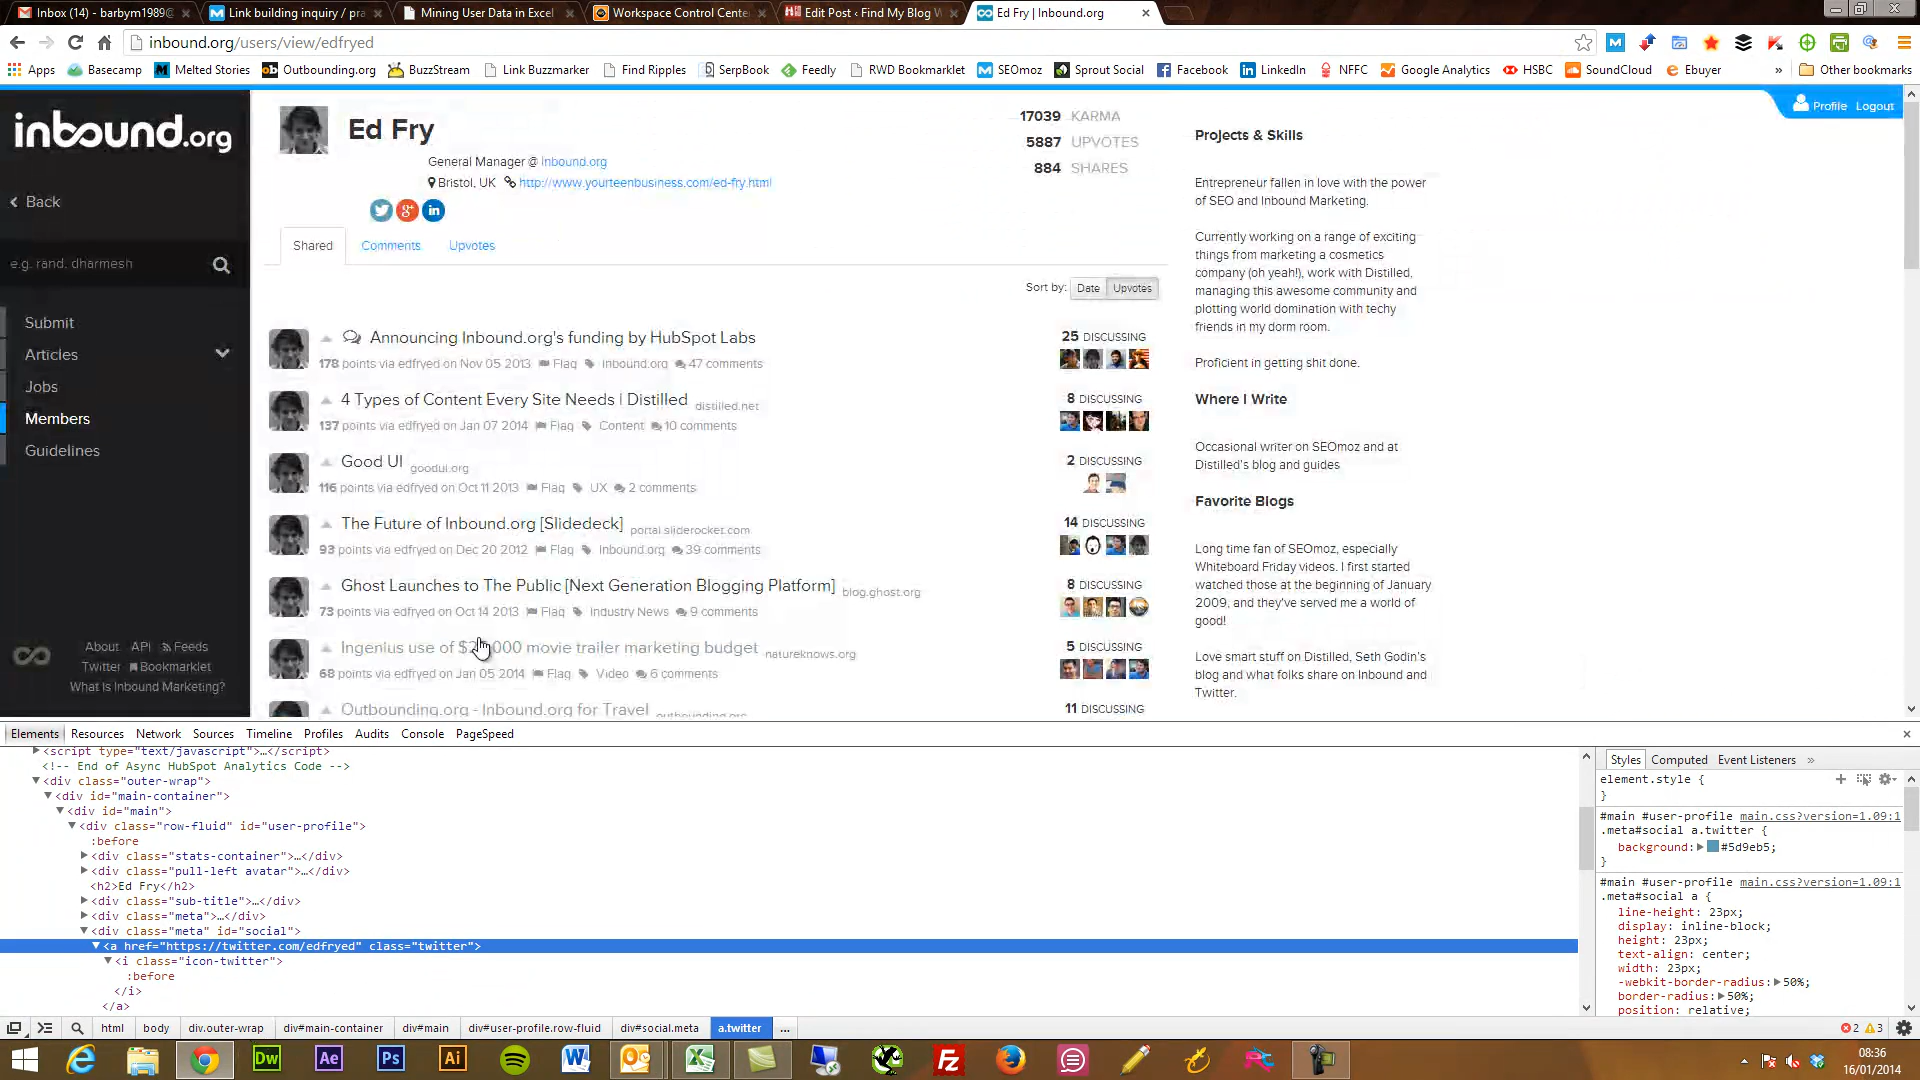 Inbox (14) - barbym1989@
Link building inquiry / pra
Mining User Data in Excel
Workspace Control Cente
Edit Post ‹ Find My Blog W
Ed Fry | Inbound.org
inbound.org/users/view/edfryed
Apps
Basecamp
Melted Stories
Outbounding.org
BuzzStream
Link Buzzmarker
Find Ripples
SerpBook
Feedly
RWD Bookmarklet
SEOmoz
Sprout Social
Facebook
LinkedIn
NFFC
Google Analytics
HSBC
SoundCloud
Ebuyer
»
Other bookmarks
inbound.org
Back
e.g. rand, dharmesh
Submit
Articles
Jobs
Members
Guidelines
About API Feeds
Twitter Bookmarklet
What Is Inbound Marketing?
Profile Logout
Ed Fry
General Manager @ Inbound.org
Bristol, UK http://www.yourteenbusiness.com/ed-fry.html
17039 KARMA
5887 UPVOTES
884 SHARES
Shared Comments Upvotes
Sort by: Date Upvotes
Announcing Inbound.org's funding by HubSpot Labs
178 points via edfryed on Nov 05 2013 Flag Inbound.org 47 comments
25 DISCUSSING
4 Types of Content Every Site Needs | Distilled distilled.net
137 points via edfryed on Jan 07 2014 Flag Content 10 comments
8 DISCUSSING
Good UI goodui.org
116 points via edfryed on Oct 11 2013 Flag UX 2 comments
2 DISCUSSING
The Future of Inbound.org [Slidedeck] portal.sliderocket.com
93 points via edfryed on Dec 20 2012 Flag Inbound.org 39 comments
14 DISCUSSING
Ghost Launches to The Public [Next Generation Blogging Platform] blog.ghost.org
73 points via edfryed on Oct 14 2013 Flag Industry News 9 comments
8 DISCUSSING
Ingenius use of movie trailer marketing budget natureknows.org
68 points via edfryed on Jan 05 2014 Flag Video 6 comments
5 DISCUSSING
Outbounding.org - Inbound.org for Travel outbounding.org
11 DISCUSSING
Projects & Skills
Entrepreneur fallen in love with the power
of SEO and Inbound Marketing.
Currently working on a range of exciting
things from marketing a cosmetics
company (oh yeah!), work with Distilled,
managing this awesome community and
plotting world domination with techy
friends in my dorm room.
Proficient in getting shit done.
Where I Write
Occasional writer on SEOmoz and at
Distilled's blog and guides
Favorite Blogs
Long time fan of SEOmoz, especially
Whiteboard Friday videos. I first started
watched those at the beginning of January
2009, and they've served me a world of
good!
Love smart stuff on Distilled, Seth Godin's
blog and what folks share on Inbound and
Twitter.
Elements Resources Network Sources Timeline Profiles Audits Console PageSpeed
<script type="text/javascript">…</script>
<!-- End of Async HubSpot Analytics Code -->
<div class="outer-wrap">
<div id="main-container">
<div id="main">
<div class="row-fluid" id="user-profile">
:before
<div class="stats-container">…</div>
<div class="pull-left avatar">…</div>
<h2>Ed Fry</h2>
<div class="sub-title">…</div>
<div class="meta">…</div>
<div class="meta" id="social">
<a href="https://twitter.com/edfryed" class="twitter">
<i class="icon-twitter">
:before
</i>
</a>
Styles Computed Event Listeners »
element.style {
}
#main #user-profile main.css?version=1.09:1
.meta#social a.twitter {
background: #5d9eb5;
}
#main #user-profile main.css?version=1.09:1
.meta#social a {
line-height: 23px;
display: inline-block;
height: 23px;
text-align: center;
width: 23px;
-webkit-border-radius: 50%;
border-radius: 50%;
position: relative;
html body div.outer-wrap div#main-container div#main div#user-profile.row-fluid div#social.meta a.twitter ...
2 3
Dw
Ae
Ps
Ai
08:36
16/01/2014